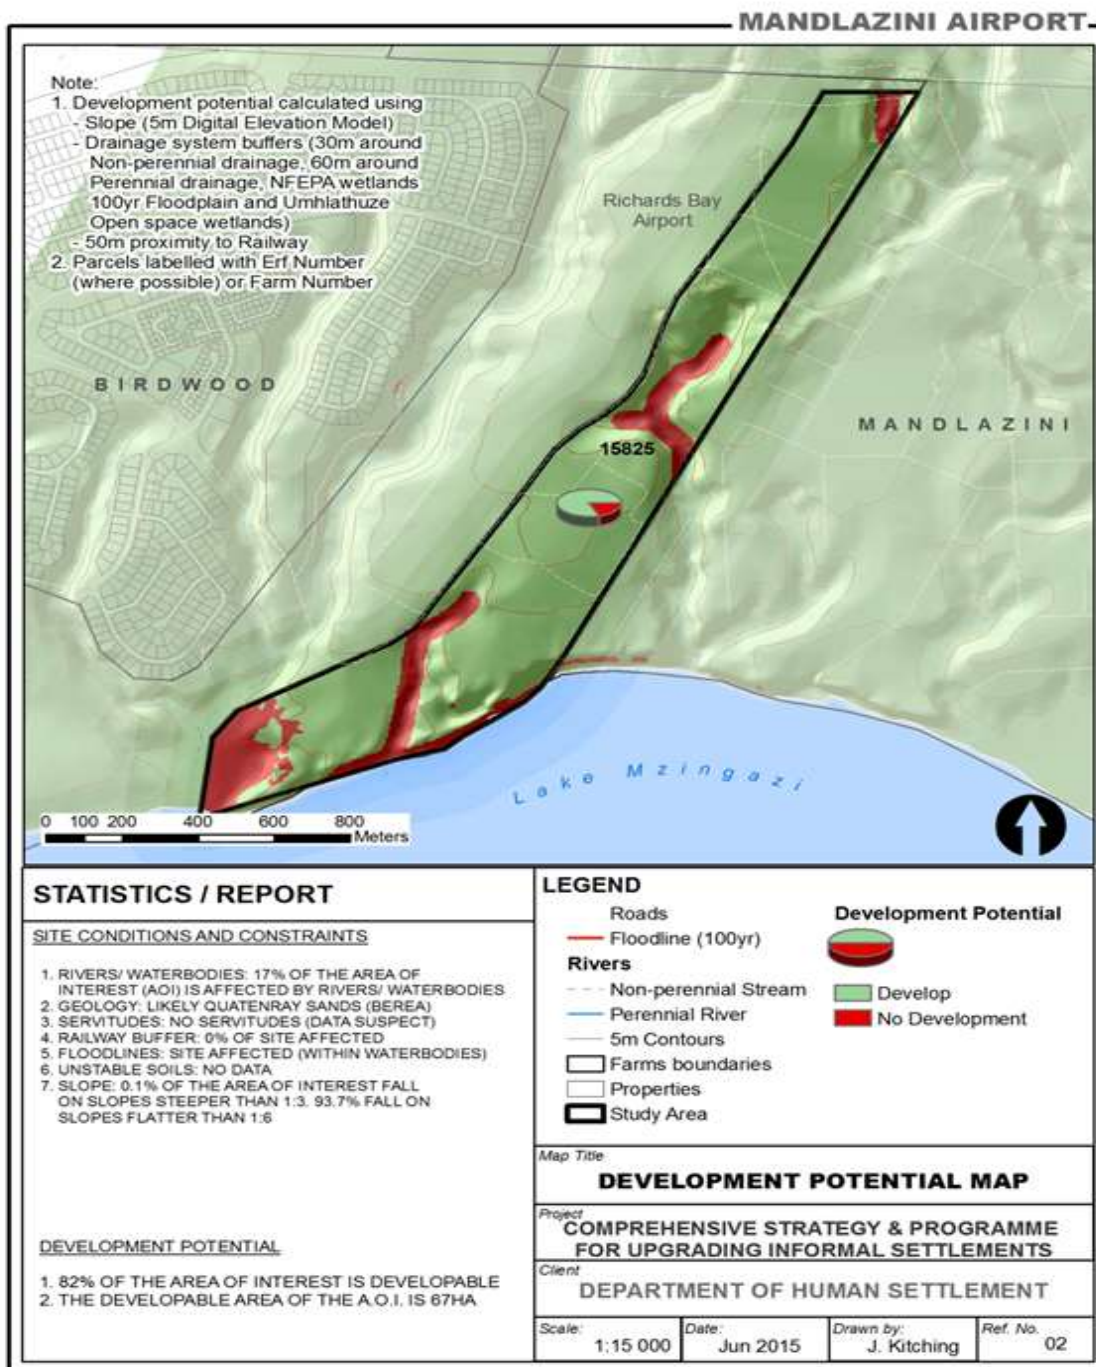 MANDLAZINI AIRPORT
Note:
1. Development potential calculated using
- Slope (5m Digital Elevation Model)
- Drainage system buffers (30m around
Non-perennial drainage, 60m around
Perennial drainage, NFEPA wetlands
100yr Floodplain and Umhlathuze
Open space wetlands)
- 50m proximity to Railway
2. Parcels labelled with Erf Number
(where possible) or Farm Number
Richards Bay
Airport
BIRDWOOD
MANDLAZINI
15825
Lake Mzingazi
0 100 200 400 600 800
Meters
STATISTICS / REPORT
SITE CONDITIONS AND CONSTRAINTS
1. RIVERS/ WATERBODIES: 17% OF THE AREA OF
INTEREST (AOI) IS AFFECTED BY RIVERS/ WATERBODIES
2. GEOLOGY: LIKELY QUATENRAY SANDS (BEREA)
3. SERVITUDES: NO SERVITUDES (DATA SUSPECT)
4. RAILWAY BUFFER: 0% OF SITE AFFECTED
5. FLOODLINES: SITE AFFECTED (WITHIN WATERBODIES)
6. UNSTABLE SOILS: NO DATA
7. SLOPE: 0.1% OF THE AREA OF INTEREST FALL
ON SLOPES STEEPER THAN 1:3. 93.7% FALL ON
SLOPES FLATTER THAN 1:6
DEVELOPMENT POTENTIAL
1. 82% OF THE AREA OF INTEREST IS DEVELOPABLE
2. THE DEVELOPABLE AREA OF THE A.O.I. IS 67HA
LEGEND
Roads
Floodline (100yr)
Rivers
Non-perennial Stream
Perennial River
5m Contours
Farms boundaries
Properties
Study Area
Development Potential
Develop
No Development
Map Title
DEVELOPMENT POTENTIAL MAP
Project
COMPREHENSIVE STRATEGY & PROGRAMME
FOR UPGRADING INFORMAL SETTLEMENTS
Client
DEPARTMENT OF HUMAN SETTLEMENT
Scale: 1:15 000
Date: Jun 2015
Drawn by: J. Kitching
Ref. No. 02